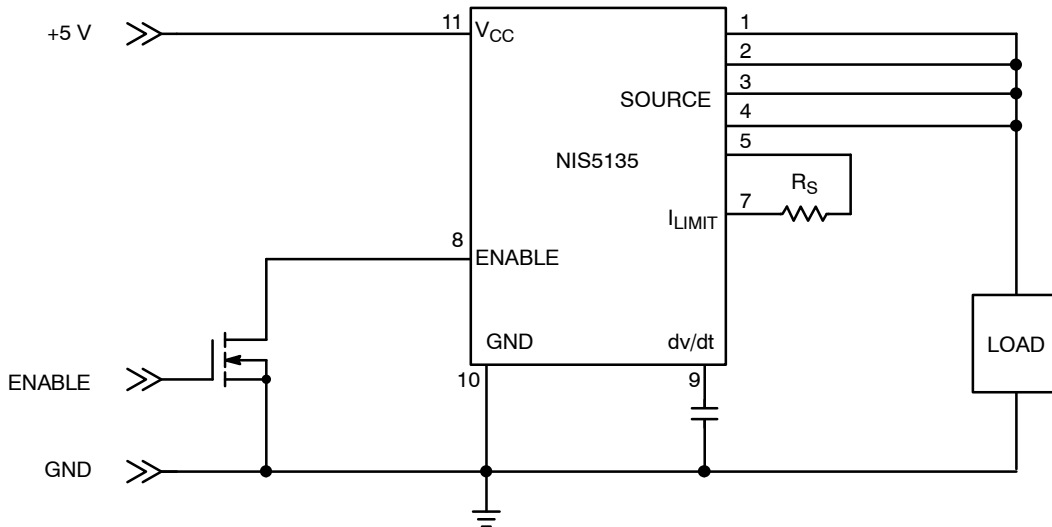 +5 V
11
V_CC
1
2
3
SOURCE
4
5
NIS5135
R_S
7
I_LIMIT
8
ENABLE
GND
dv/dt
LOAD
ENABLE
10
9
GND